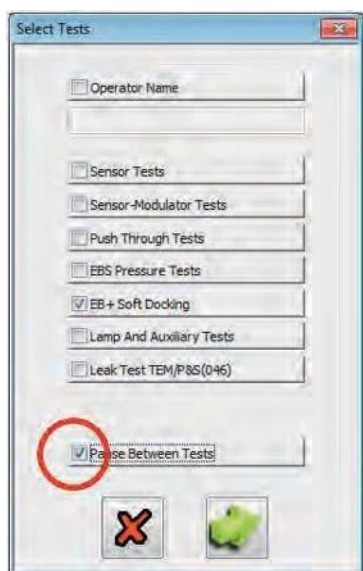 Select Tests
Operator Name
Sensor Tests
Sensor-Modulator Tests
Push Through Tests
EBS Pressure Tests
EB+ Soft Docking
Lamp And Auxiliary Tests
Leak Test TEM/P&S(046)
Pause Between Tests